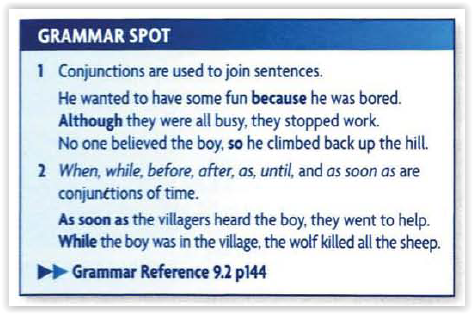 GRAMMAR SPOT
1 Conjunctions are used to join sentences.
He wanted to have some fun because he was bored.
Although they were all busy, they stopped work.
No one believed the boy, so he climbed back up the hill.
2 When, while, before, after, as, until, and as soon as are
conjunctions of time.
As soon as the villagers heard the boy, they went to help.
While the boy was in the village, the wolf killed all the sheep.
▶▶ Grammar Reference 9.2 p144